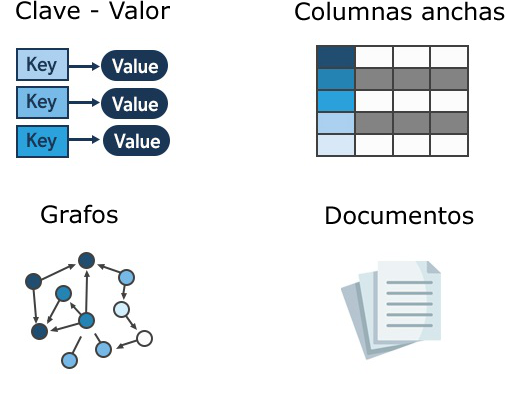 Clave - Valor
Key
Value
Key
Value
Key
Value
Columnas anchas
Grafos
Documentos